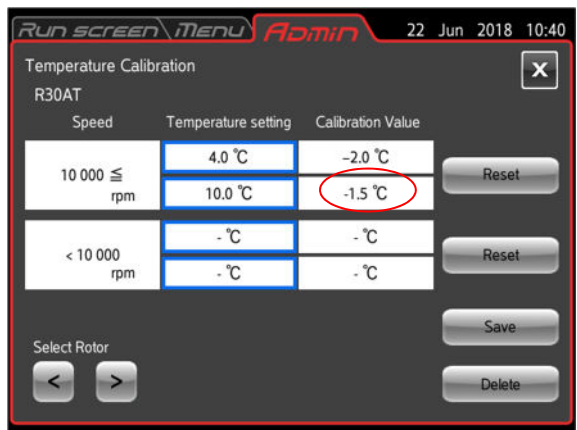 Run screen Menu Admin 22 Jun 2018 10:40
Temperature Calibration X
R30AT
Speed Temperature setting Calibration Value
10 000 ≦ rpm
4.0 ℃ –2.0 ℃
10.0 ℃ -1.5 ℃
Reset
< 10 000 rpm
- ℃ - ℃
- ℃ - ℃
Reset
Save
Select Rotor
< >
Delete